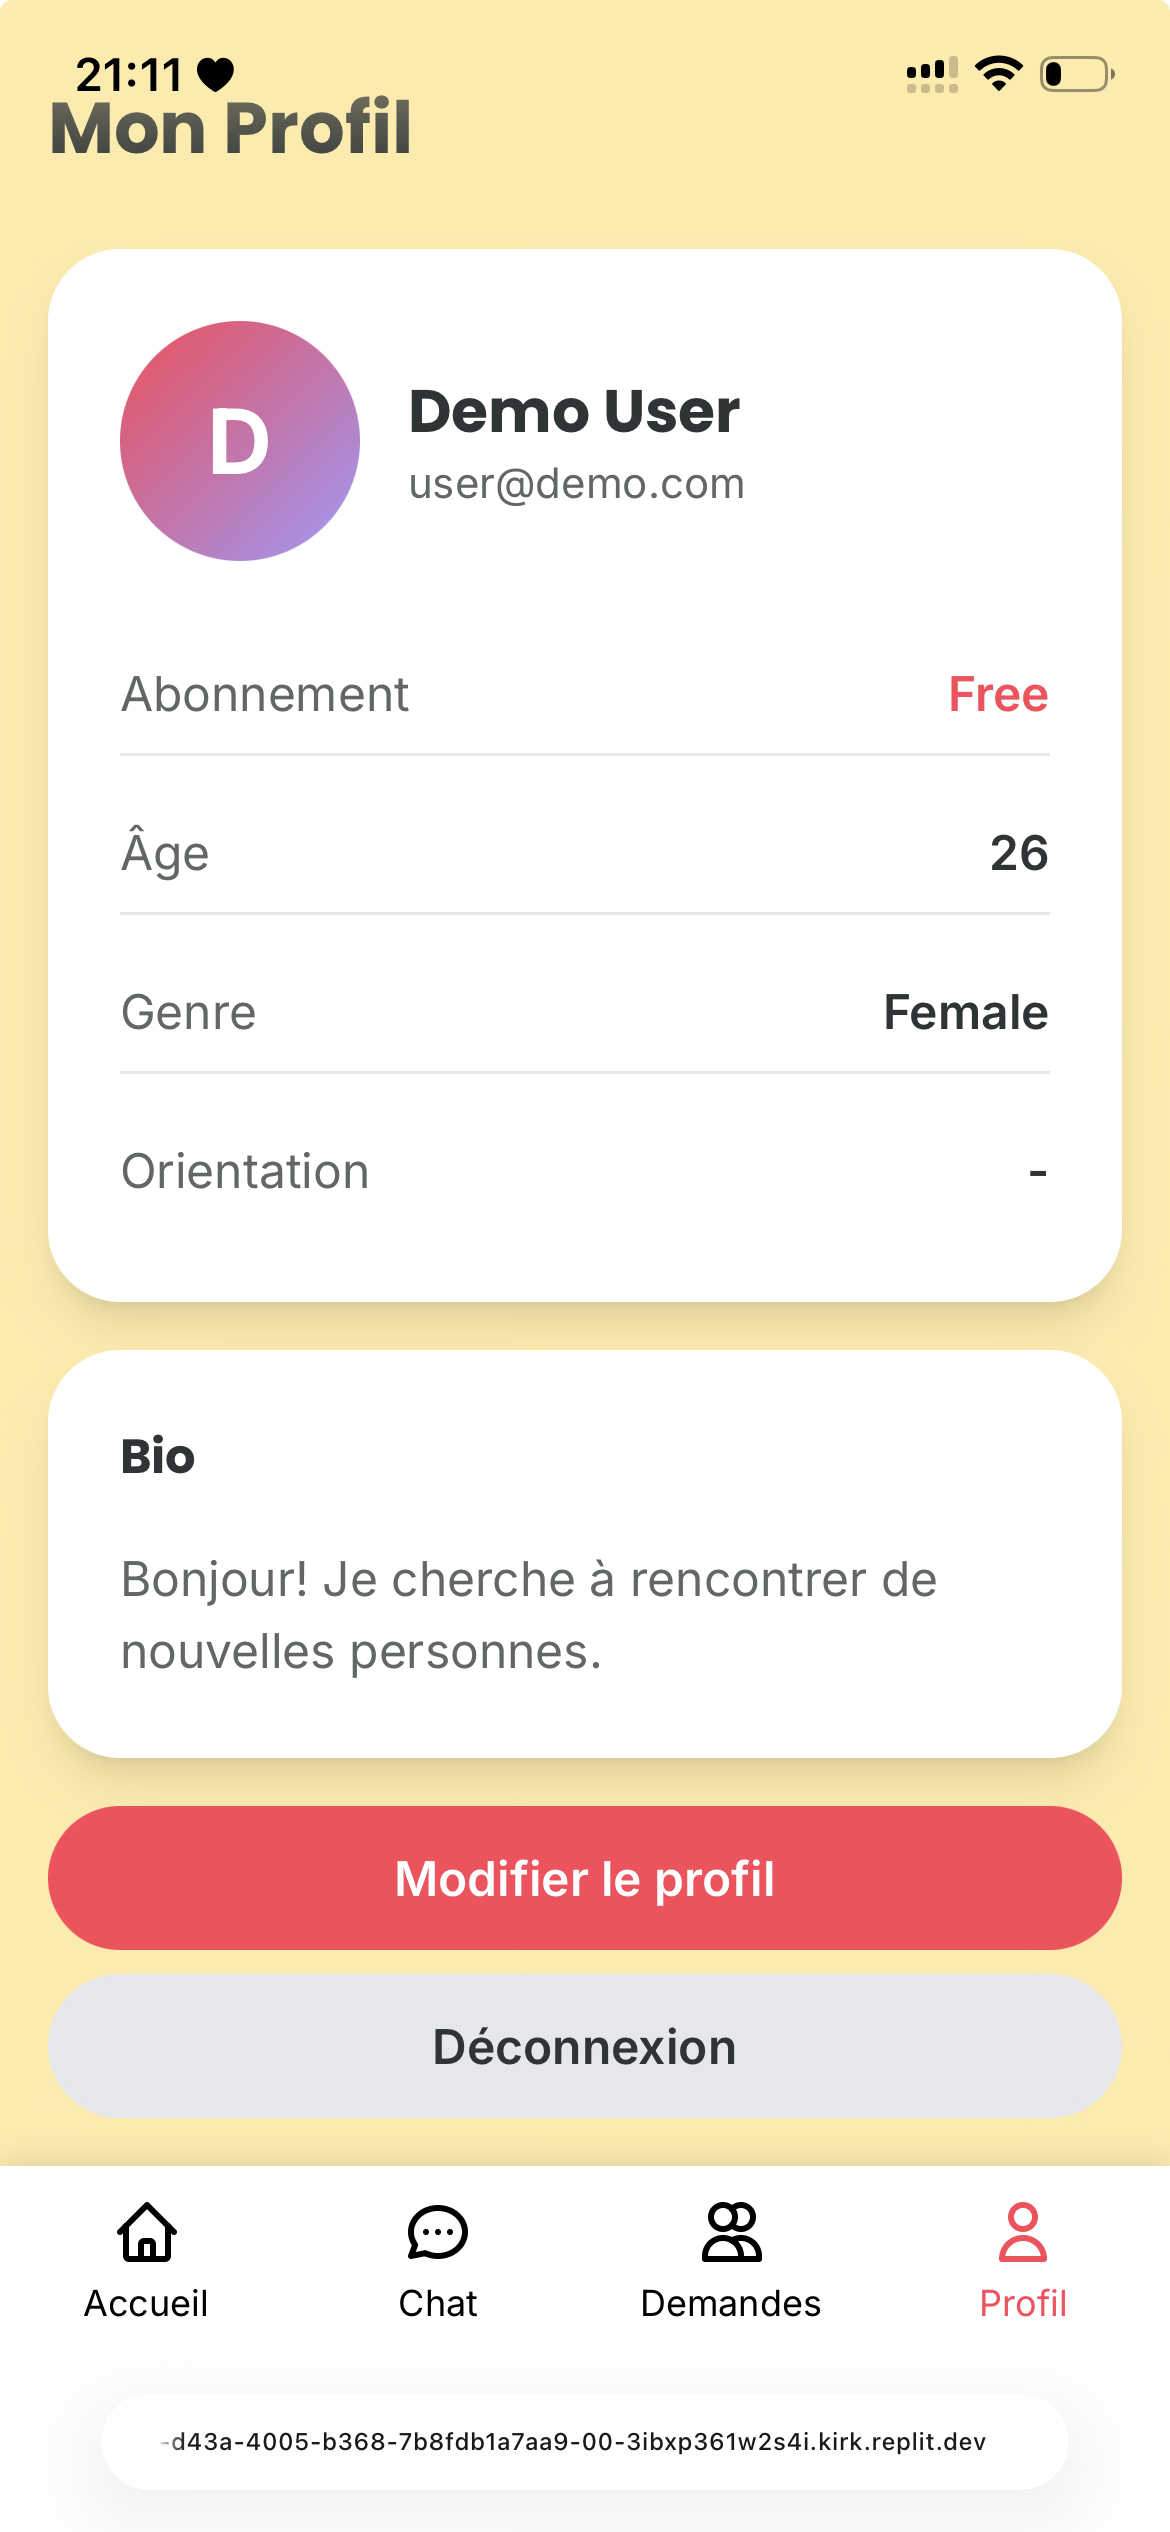 21:11
Mon Profil
D
Demo User
user@demo.com
Abonnement Free
Âge 26
Genre Female
Orientation -
Bio
Bonjour! Je cherche à rencontrer de
nouvelles personnes.
Modifier le profil
Déconnexion
Accueil Chat Demandes Profil
-d43a-4005-b368-7b8fdb1a7aa9-00-3ibxp361w2s4i.kirk.replit.dev